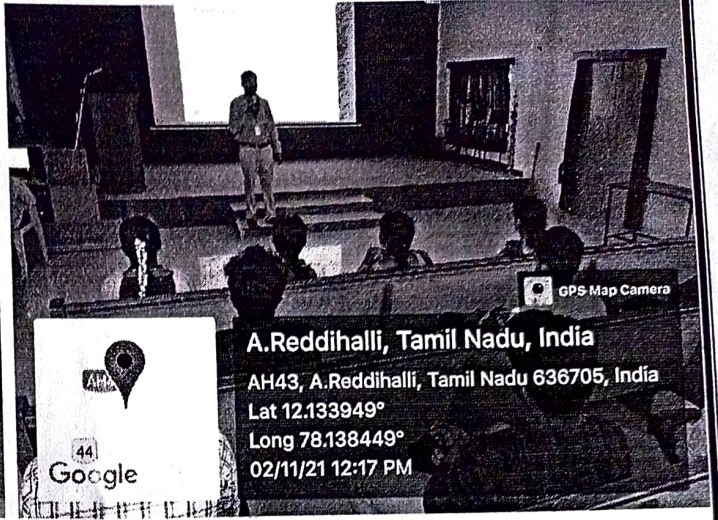 GPS Map Camera
A.Reddihalli, Tamil Nadu, India
AH43, A.Reddihalli, Tamil Nadu 636705, India
Lat 12.133949°
Long 78.138449°
02/11/21 12:17 PM
44
Google